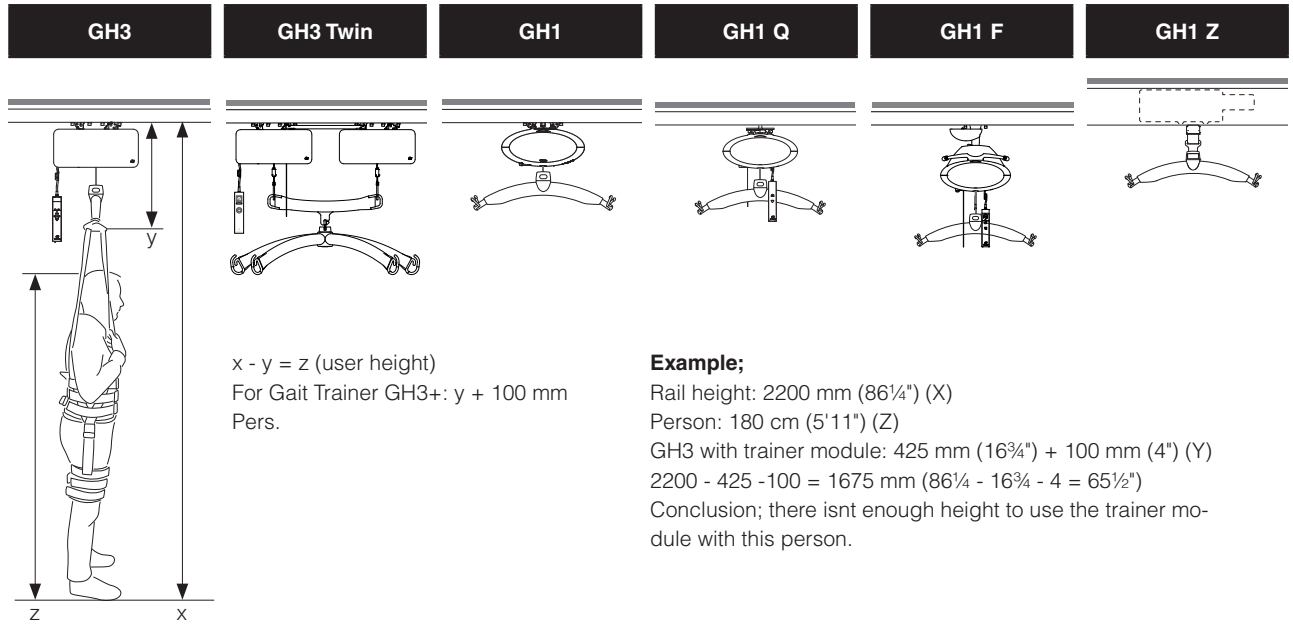 GH3
GH3 Twin
GH1
GH1 Q
GH1 F
GH1 Z
y
x - y = z (user height)
For Gait Trainer GH3+: y + 100 mm
Pers.
Example;
Rail height: 2200 mm (86¼") (X)
Person: 180 cm (5'11") (Z)
GH3 with trainer module: 425 mm (16¾") + 100 mm (4") (Y)
2200 - 425 -100 = 1675 mm (86¼ - 16¾ - 4 = 65½")
Conclusion; there isnt enough height to use the trainer mo-
dule with this person.
z
x